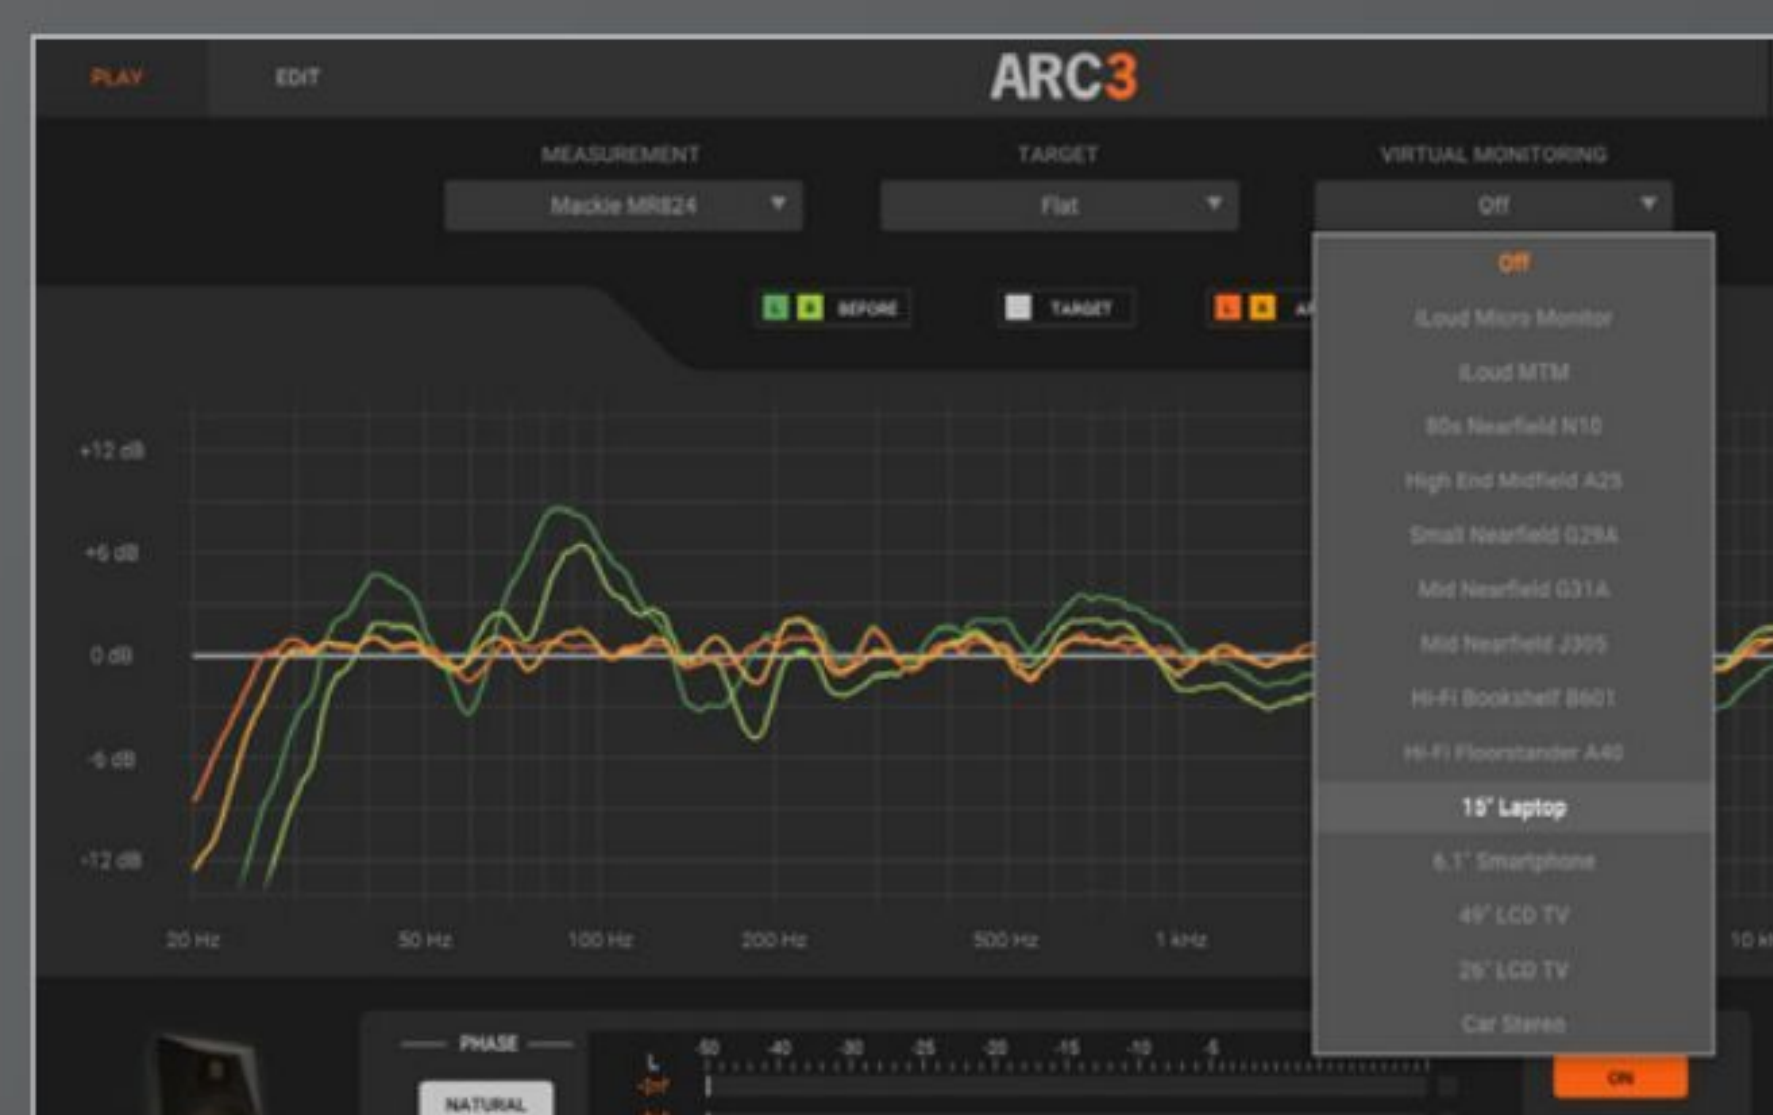 PLAY
EDIT
ARC3
MEASUREMENT
TARGET
VIRTUAL MONITORING
Mackie MR824
Flat
Off
L R BEFORE
TARGET
L R
Off
iLoud Micro Monitor
iLoud MTM
80s Nearfield N10
High End Midfield A25
Small Nearfield G29A
Mid Nearfield G31A
Mid Nearfield J305
Hi-Fi Bookshelf B601
Hi-Fi Floorstander A40
15" Laptop
6.1" Smartphone
49" LCD TV
26" LCD TV
Car Stereo
+12 dB
+6 dB
0 dB
-6 dB
-12 dB
20 Hz 50 Hz 100 Hz 200 Hz 500 Hz 1 kHz
PHASE
NATURAL
L
-50 -40 -30 -25 -20 -15 -10 -5
-Inf
ON